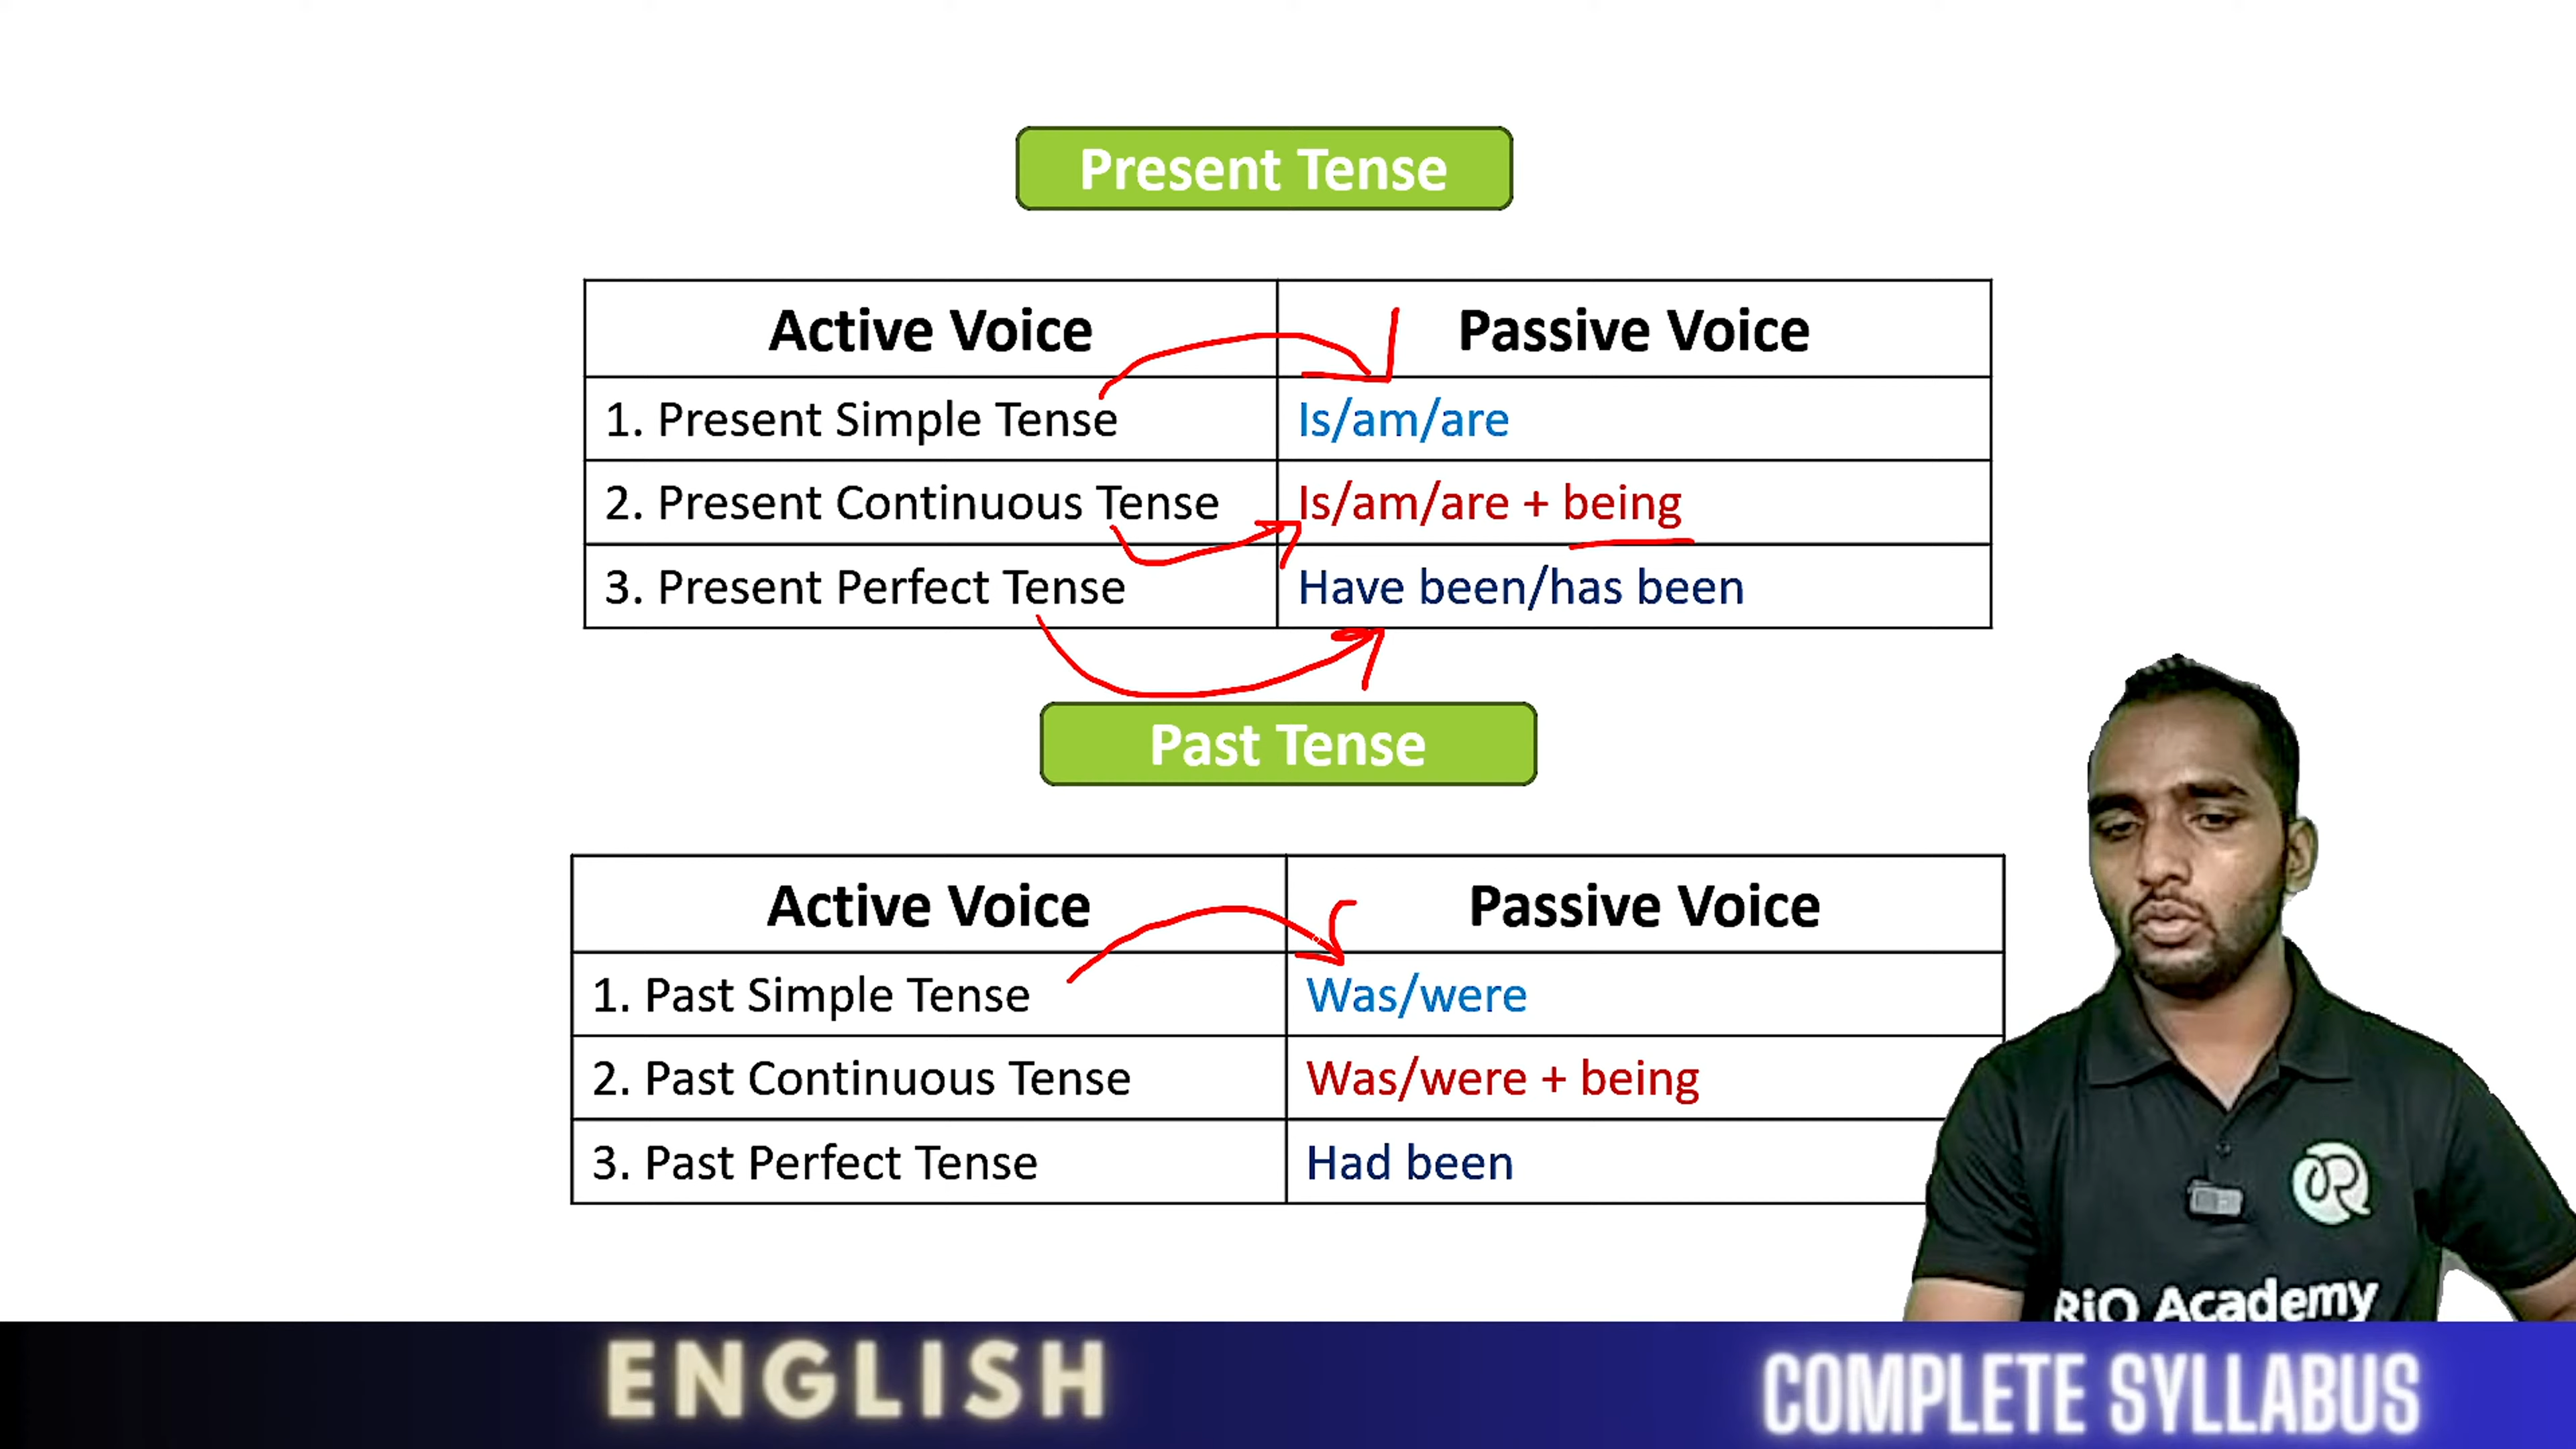 Present Tense
Active Voice Passive Voice
1. Present Simple Tense Is/am/are
2. Present Continuous Tense Is/am/are + being
3. Present Perfect Tense Have been/has been
Past Tense
Active Voice Passive Voice
1. Past Simple Tense Was/were
2. Past Continuous Tense Was/were + being
3. Past Perfect Tense Had been
RiQ Academy
ENGLISH COMPLETE SYLLABUS